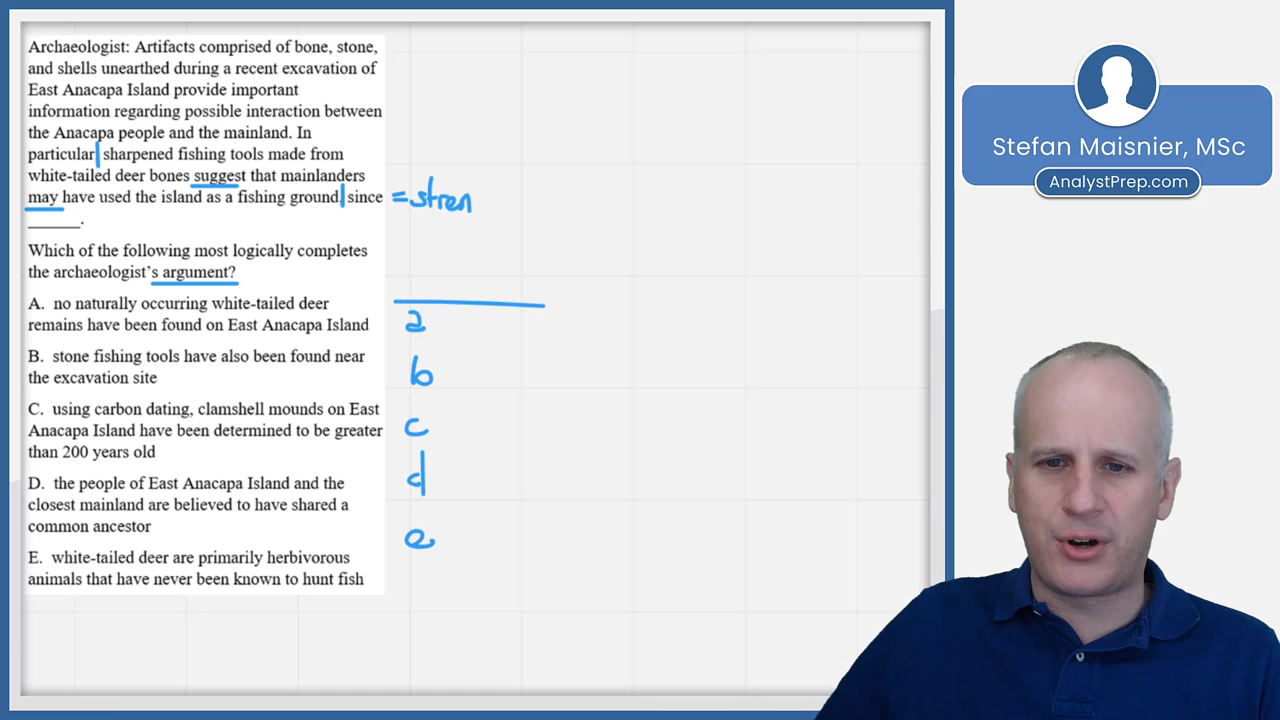 Archaeologist: Artifacts comprised of bone, stone,
and shells unearthed during a recent excavation of
East Anacapa Island provide important
information regarding possible interaction between
the Anacapa people and the mainland. In
particular, sharpened fishing tools made from
white-tailed deer bones suggest that mainlanders
may have used the island as a fishing ground, since
= stren
______.
Which of the following most logically completes
the archaeologist's argument?
A. no naturally occurring white-tailed deer
remains have been found on East Anacapa Island
B. stone fishing tools have also been found near
the excavation site
C. using carbon dating, clamshell mounds on East
Anacapa Island have been determined to be greater
than 200 years old
D. the people of East Anacapa Island and the
closest mainland are believed to have shared a
common ancestor
E. white-tailed deer are primarily herbivorous
animals that have never been known to hunt fish
a
b
c
d
e
Stefan Maisnier, MSc
AnalystPrep.com